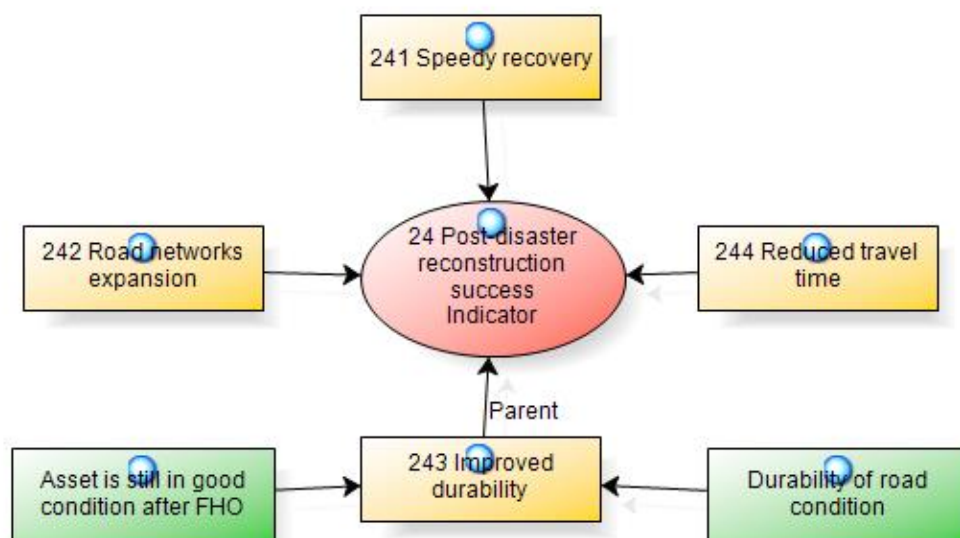 241 Speedy recovery
242 Road networks
expansion
24 Post-disaster
reconstruction
success
Indicator
244 Reduced travel
time
Parent
Asset is still in good
condition after FHO
243 Improved
durability
Durability of road
condition